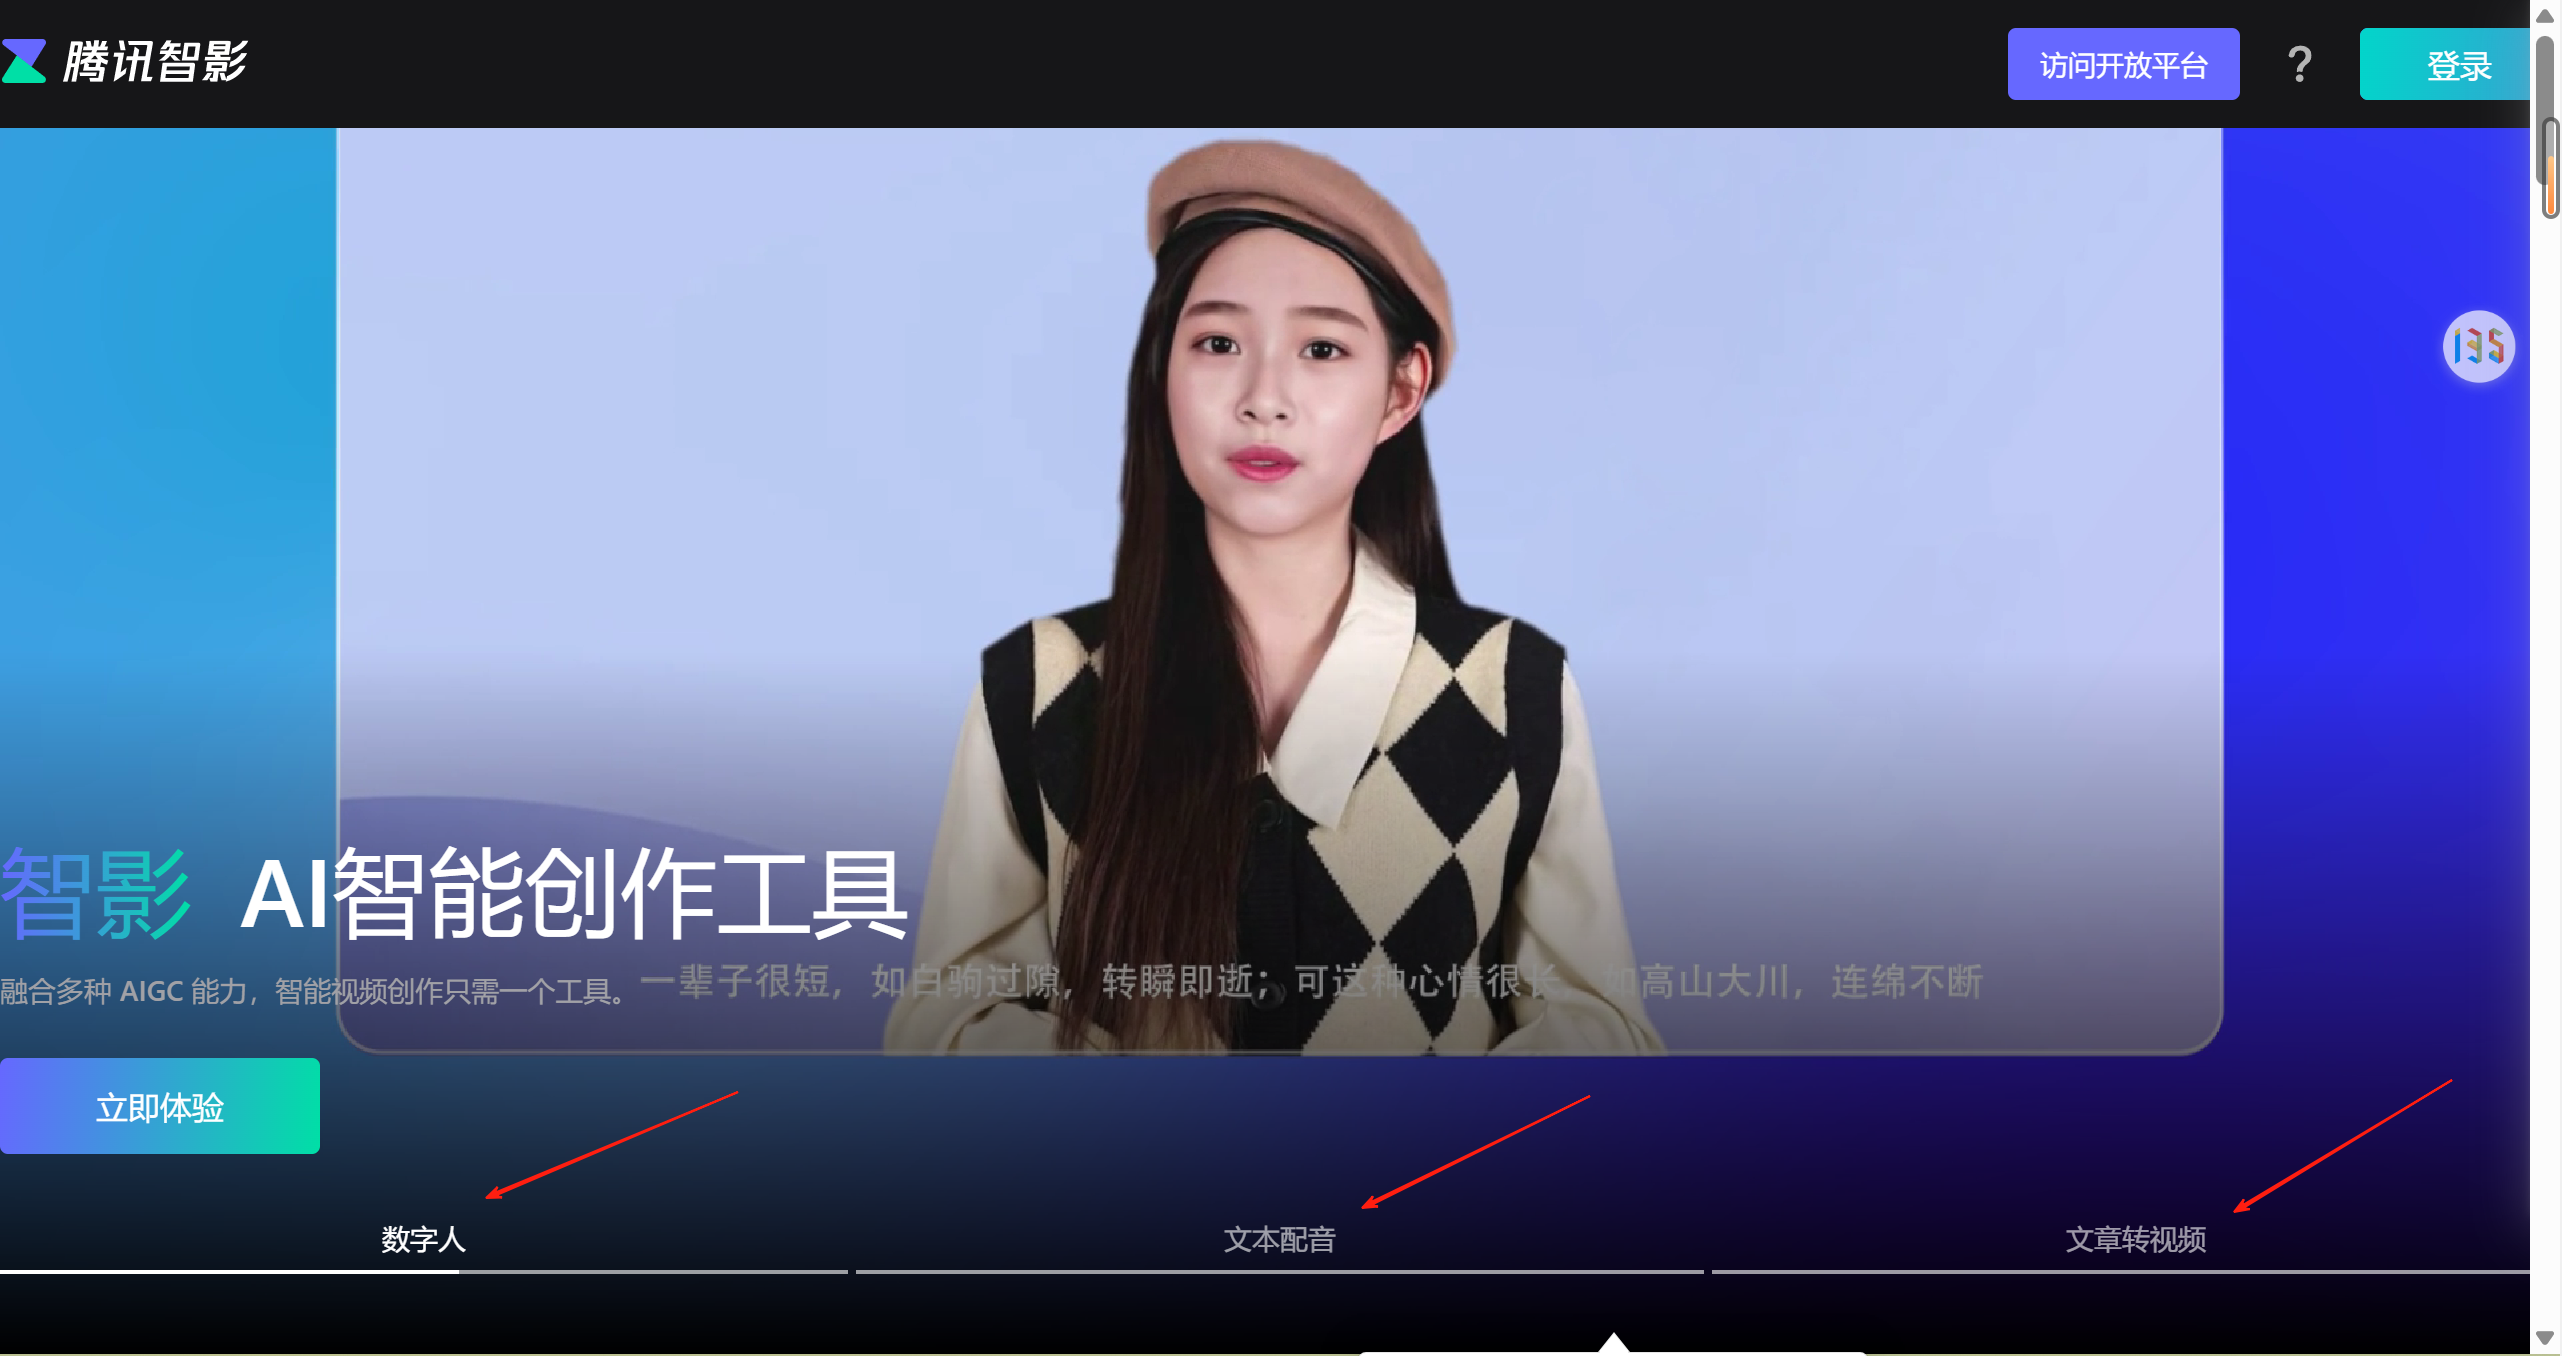 腾讯智影
访问开放平台
?
登录
135
智影 AI智能创作工具
融合多种 AIGC 能力，智能视频创作只需一个工具。
一辈子很短，如白驹过隙，转瞬即逝；可这种心情很长，如高山大川，连绵不断
立即体验
数字人
文本配音
文章转视频